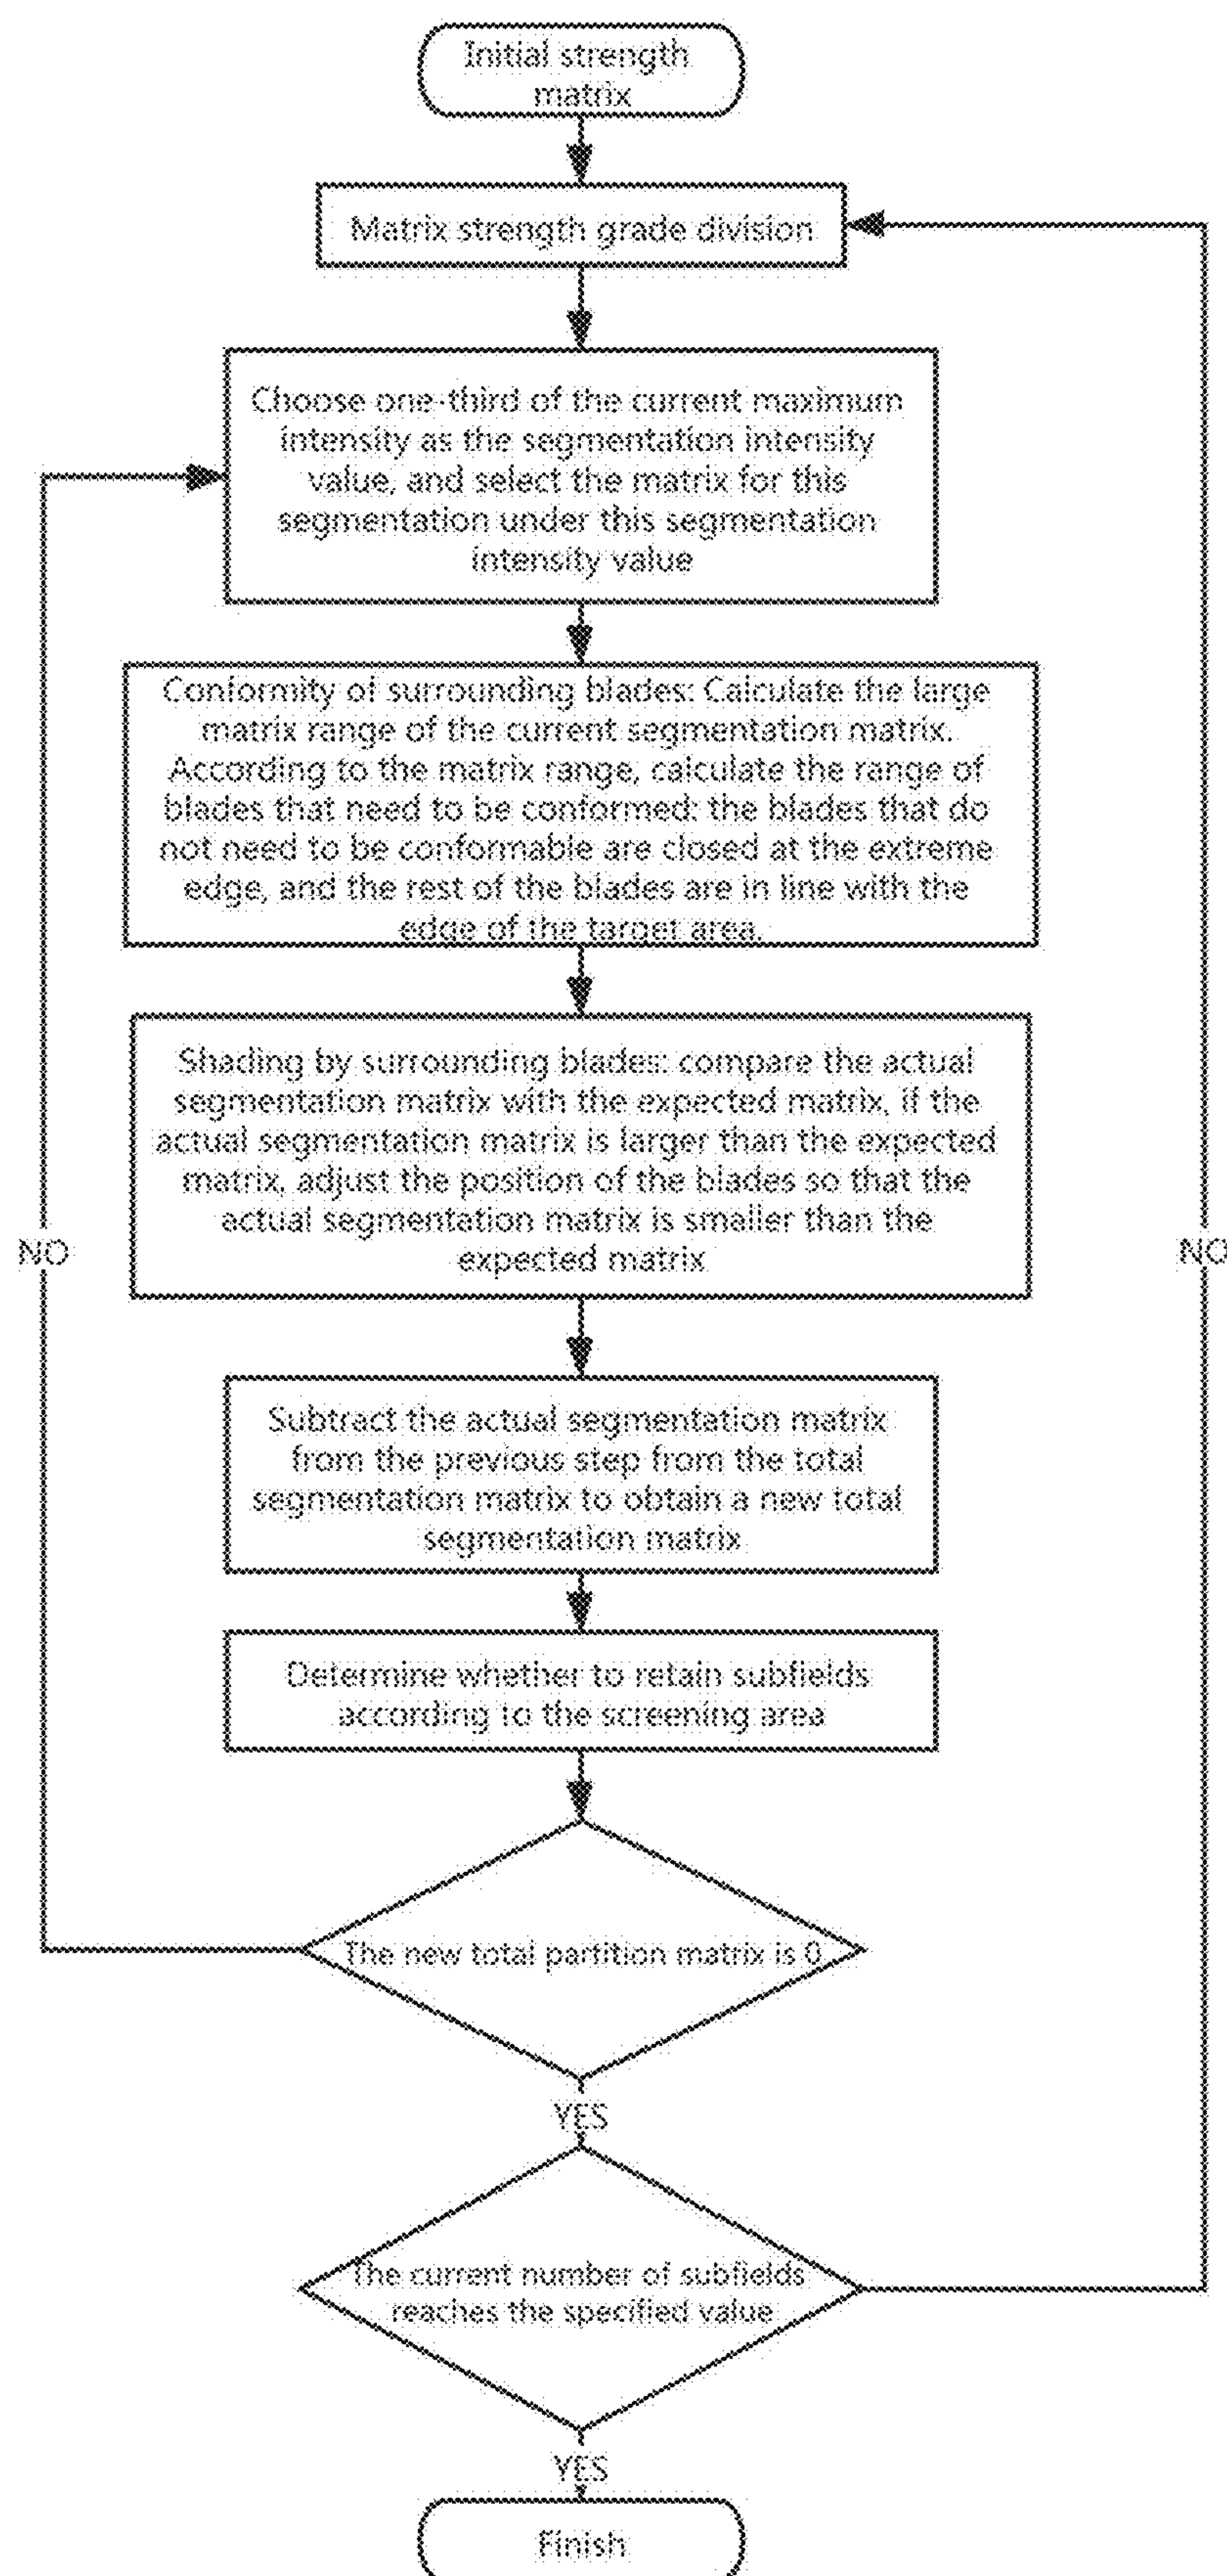 Initial strength
matrix
Matrix strength grade division
Choose one-third of the current maximum
intensity as the segmentation intensity
value, and select the matrix for this
segmentation under this segmentation
intensity value
Conformity of surrounding blades: Calculate the large
matrix range of the current segmentation matrix.
According to the matrix range, calculate the range of
blades that need to be conformed: the blades that do
not need to be conformable are closed at the extreme
edge, and the rest of the blades are in line with the
edge of the target area.
Shading by surrounding blades: compare the actual
segmentation matrix with the expected matrix, if the
actual segmentation matrix is larger than the expected
matrix, adjust the position of the blades so that the
actual segmentation matrix is smaller than the
expected matrix
NO
NO
Subtract the actual segmentation matrix
from the previous step from the total
segmentation matrix to obtain a new total
segmentation matrix
Determine whether to retain subfields
according to the screening area
The new total partition matrix is 0
YES
The current number of subfields
reaches the specified value
YES
Finish